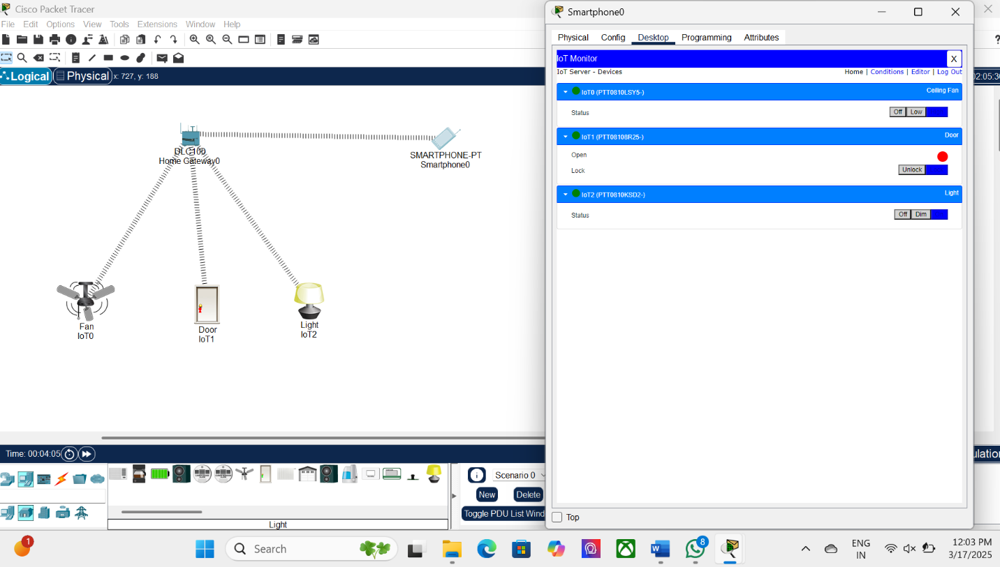 Cisco Packet Tracer
File Edit Options View Tools Extensions Window Help
Logical Physical x: 727, y: 188
DLC100
Home Gateway0
SMARTPHONE-PT
Smartphone0
Fan
IoT0
Door
IoT1
Light
IoT2
Time: 00:04:05
Scenario 0
New Delete
Toggle PDU List Wind
Light
Smartphone0
Physical Config Desktop Programming Attributes
IoT Monitor X
IoT Server - Devices Home | Conditions | Editor | Log Out
IoT0 (PTT0810LSY5-) Ceiling Fan
Status Off Low
IoT1 (PTT08108R25-) Door
Open
Lock Unlock
IoT2 (PTT0810KSD2-) Light
Status Off Dim
Top
?
02:05:3
ulation
1
Search
8
ENG
IN
12:03 PM
3/17/2025